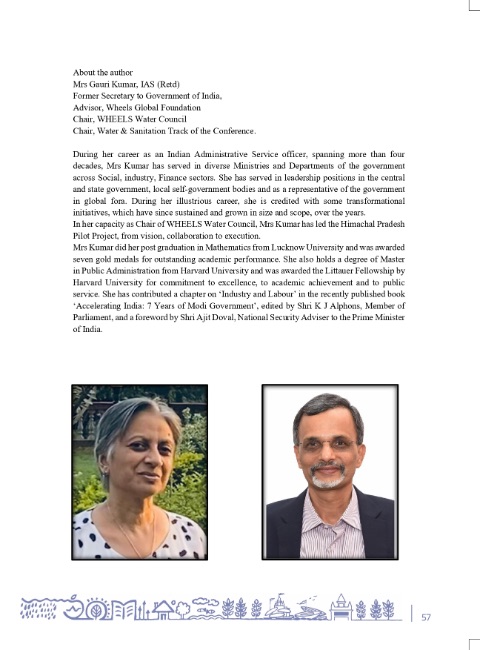 About the author
Mrs Gauri Kumar, IAS (Retd)
Former Secretary to Government of India,
Advisor, Wheels Global Foundation
Chair, WHEELS Water Council
Chair, Water & Sanitation Track of the Conference.
During her career as an Indian Administrative Service officer, spanning more than four
decades, Mrs Kumar has served in diverse Ministries and Departments of the government
across Social, industry, Finance sectors. She has served in leadership positions in the central
and state government, local self-government bodies and as a representative of the government
in global fora. During her illustrious career, she is credited with some transformational
initiatives, which have since sustained and grown in size and scope, over the years.
In her capacity as Chair of WHEELS Water Council, Mrs Kumar has led the Himachal Pradesh
Pilot Project, from vision, collaboration to execution.
Mrs Kumar did her post graduation in Mathematics from Lucknow University and was awarded
seven gold medals for outstanding academic performance. She also holds a degree of Master
in Public Administration from Harvard University and was awarded the Littauer Fellowship by
Harvard University for commitment to excellence, to academic achievement and to public
service. She has contributed a chapter on ‘Industry and Labour’ in the recently published book
‘Accelerating India: 7 Years of Modi Government’, edited by Shri K J Alphons, Member of
Parliament, and a foreword by Shri Ajit Doval, National Security Adviser to the Prime Minister
of India.
57